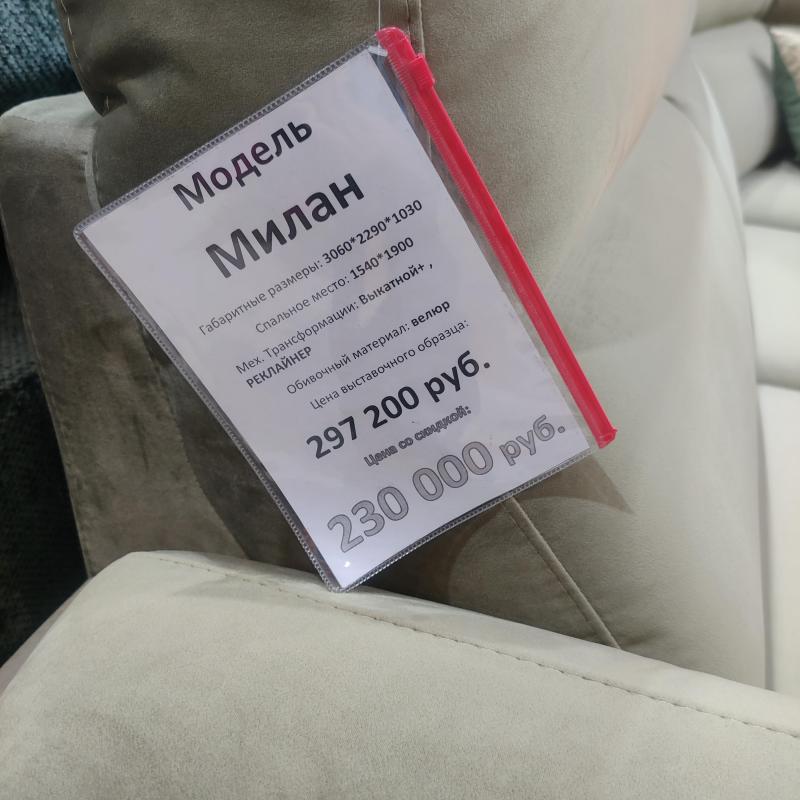 Модель
Милан
Габаритные размеры: 3060*2290*1030
Спальное место: 1540*1900
Мех. Трансформации: Выкатной+ ,
РЕКЛАЙНЕР
Обивочный материал: велюр
Цена выставочного образца:
297 200 руб.
Цена со скидкой:
230 000 руб.